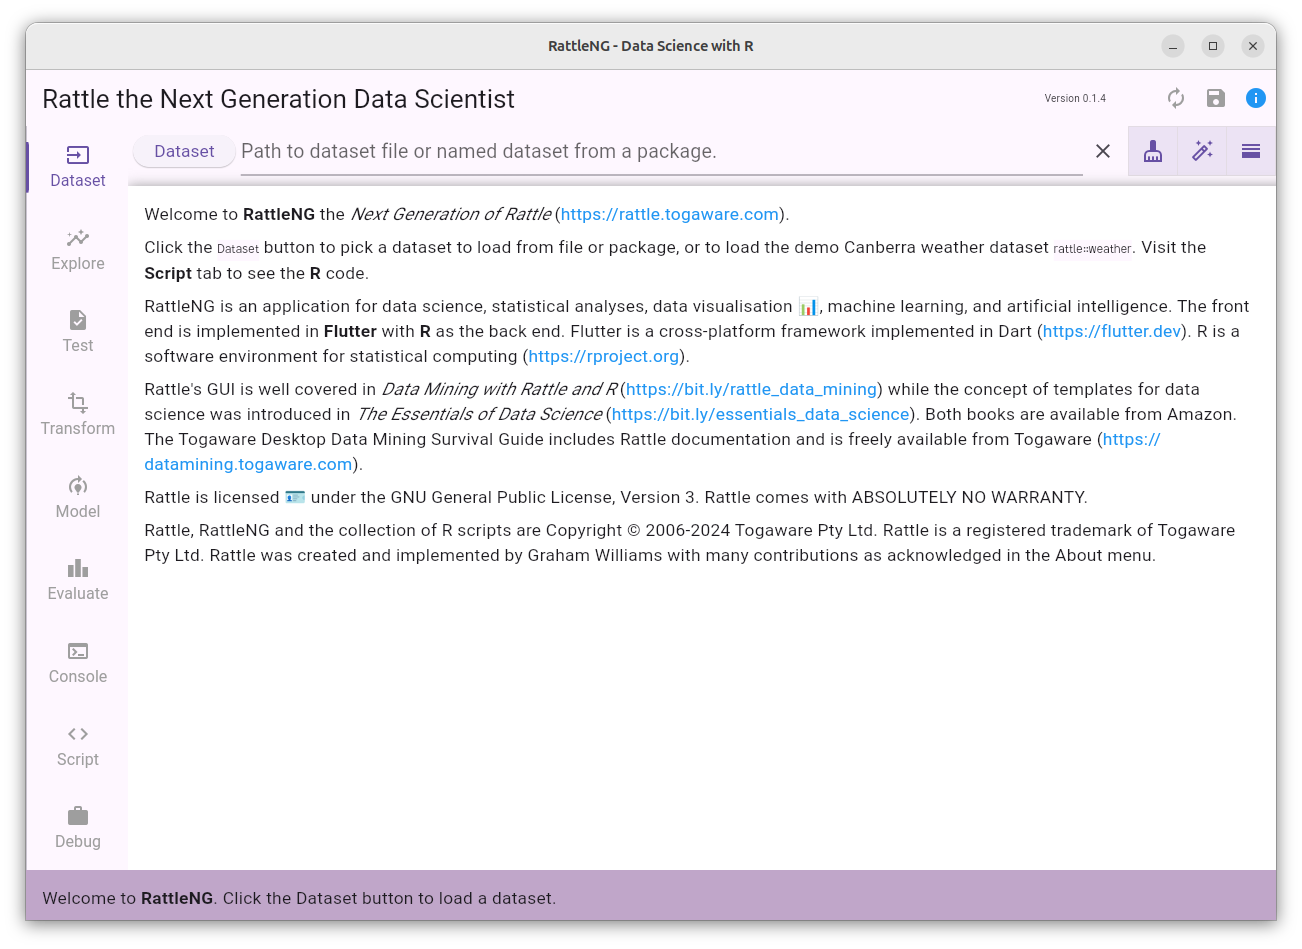 RattleNG - Data Science with R
Rattle the Next Generation Data Scientist
Version 0.1.4
Dataset
Path to dataset file or named dataset from a package.
Dataset
Explore
Test
Transform
Model
Evaluate
Console
Script
Debug
Welcome to RattleNG the Next Generation of Rattle (https://rattle.togaware.com).
Click the Dataset button to pick a dataset to load from file or package, or to load the demo Canberra weather dataset rattle::weather. Visit the
Script tab to see the R code.
RattleNG is an application for data science, statistical analyses, data visualisation 📊, machine learning, and artificial intelligence. The front
end is implemented in Flutter with R as the back end. Flutter is a cross-platform framework implemented in Dart (https://flutter.dev). R is a
software environment for statistical computing (https://rproject.org).
Rattle's GUI is well covered in Data Mining with Rattle and R (https://bit.ly/rattle_data_mining) while the concept of templates for data
science was introduced in The Essentials of Data Science (https://bit.ly/essentials_data_science). Both books are available from Amazon.
The Togaware Desktop Data Mining Survival Guide includes Rattle documentation and is freely available from Togaware (https://
datamining.togaware.com).
Rattle is licensed 🪪 under the GNU General Public License, Version 3. Rattle comes with ABSOLUTELY NO WARRANTY.
Rattle, RattleNG and the collection of R scripts are Copyright © 2006-2024 Togaware Pty Ltd. Rattle is a registered trademark of Togaware
Pty Ltd. Rattle was created and implemented by Graham Williams with many contributions as acknowledged in the About menu.
Welcome to RattleNG. Click the Dataset button to load a dataset.